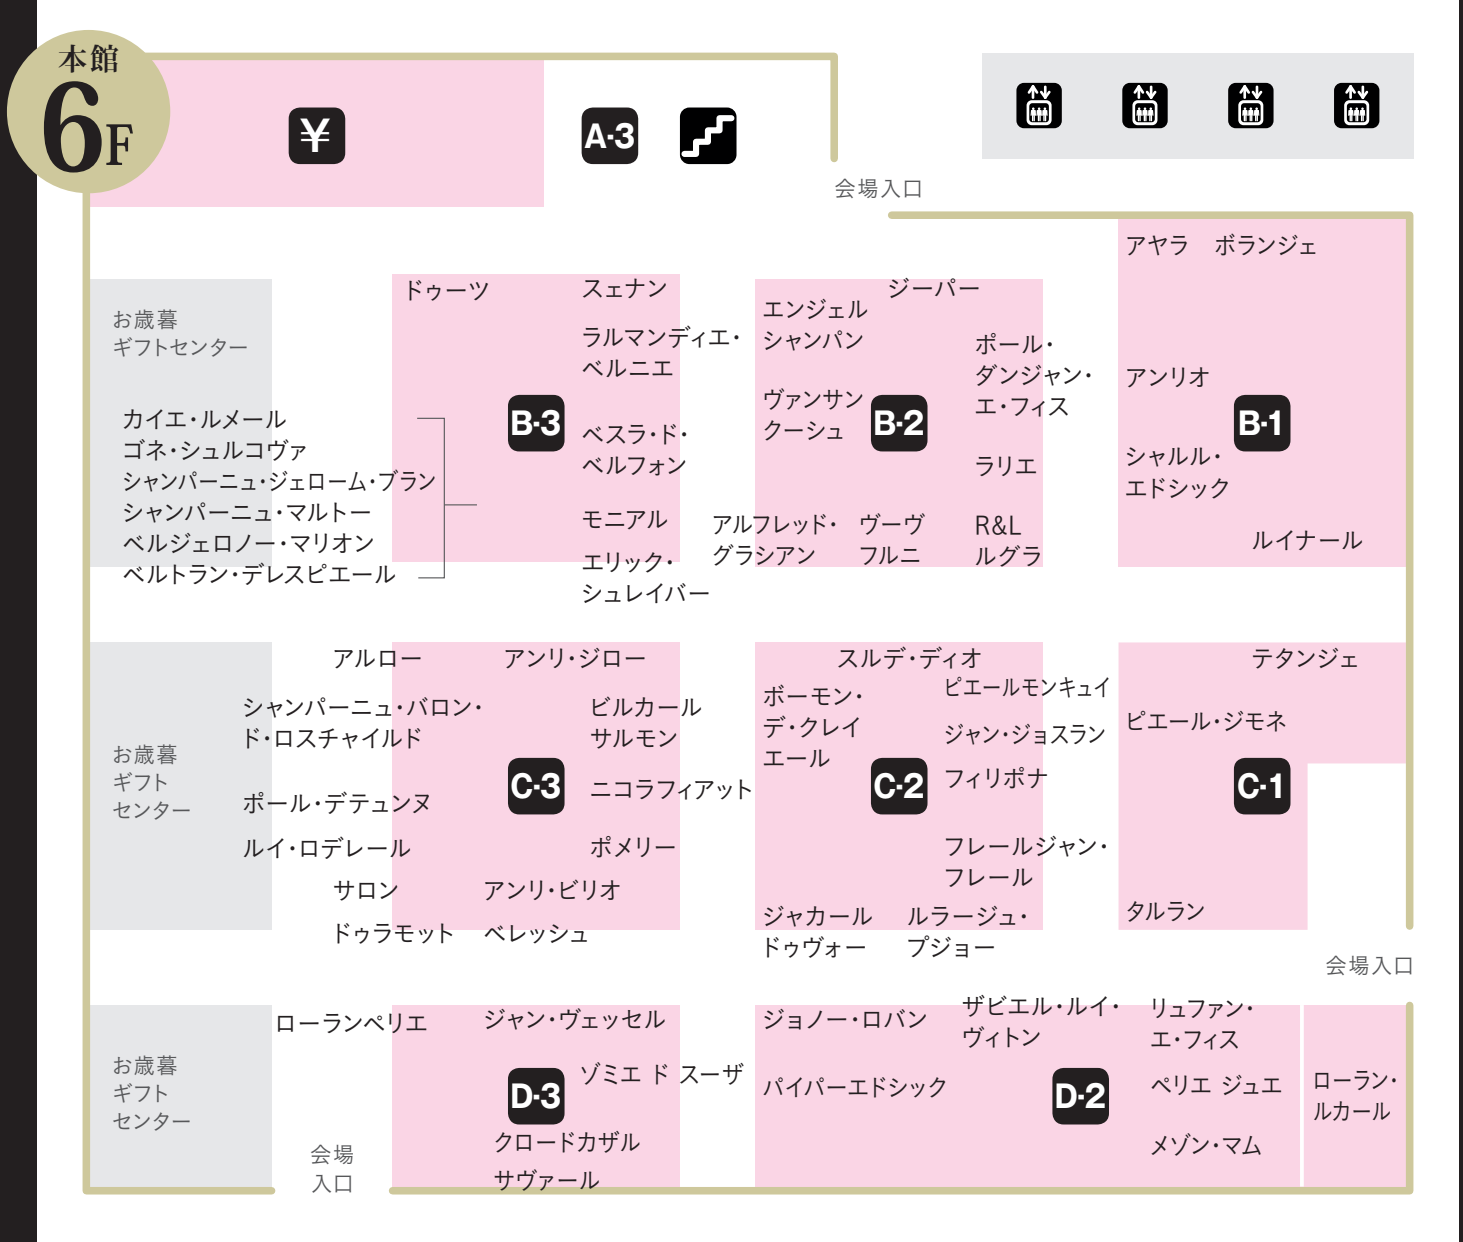 本館
6F
¥
A·3
会場入口
アヤラ ボランジェ
アンリオ
B·1
シャルル・
エドシック
ルイナール
ジーパー
エンジェル
シャンパン
ポール・
ダンジャン・
エ・フィス
ヴァンサン
クーシュ
B·2
ラリエ
アルフレッド・
グラシアン
ヴーヴ
フルニ
R&L
ルグラ
ドゥーツ
スェナン
ラルマンディエ・
ベルニエ
B·3
ベスラ・ド・
ベルフォン
モニアル
エリック・
シュレイバー
お歳暮
ギフトセンター
カイエ・ルメール
ゴネ・シュルコヴァ
シャンパーニュ・ジェローム・ブラン
シャンパーニュ・マルトー
ベルジェロノー・マリオン
ベルトラン・デレスピエール
テタンジェ
ピエール・ジモネ
C·1
タルラン
スルデ・ディオ
ボーモン・
デ・クレイ
エール
ピエールモンキュイ
ジャン・ジョスラン
C·2
フィリポナ
フレールジャン・
フレール
ジャカール
ドゥヴォー
ルラージュ・
プジョー
アルロー
アンリ・ジロー
シャンパーニュ・バロン・
ド・ロスチャイルド
ビルカール
サルモン
C·3
ニコラフィアット
ポール・デテュンヌ
ルイ・ロデレール
ポメリー
サロン
アンリ・ビリオ
ドゥラモット
ベレッシュ
お歳暮
ギフト
センター
会場入口
ローラン・
ルカール
ジョノー・ロバン
ザビエル・ルイ・
ヴィトン
リュファン・
エ・フィス
パイパーエドシック
D·2
ペリエ ジュエ
メゾン・マム
ローランペリエ
ジャン・ヴェッセル
ゾミエ ド スーザ
D·3
クロードカザル
サヴァール
お歳暮
ギフト
センター
会場
入口